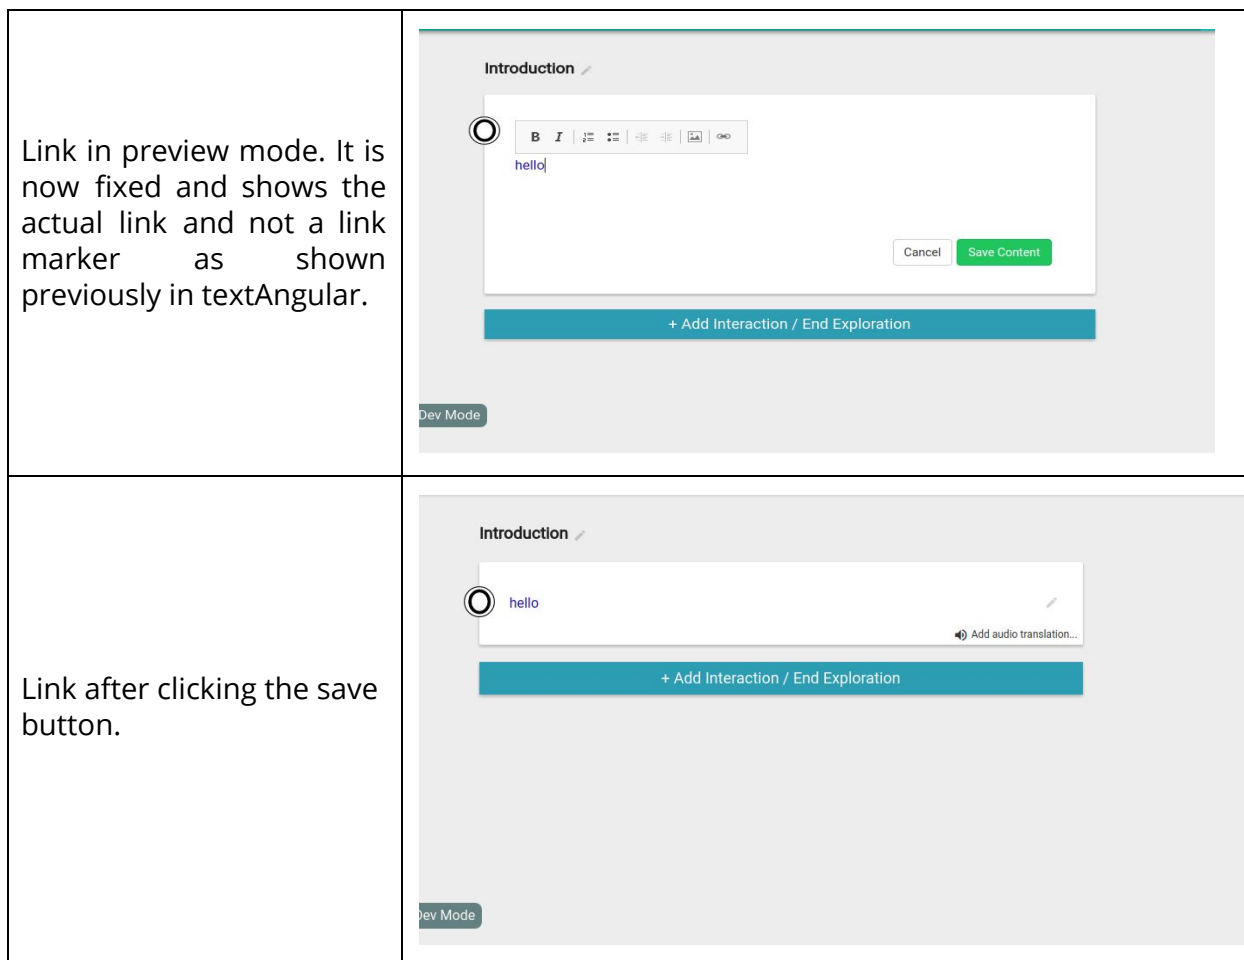 Link in preview mode. It is
now fixed and shows the
actual link and not a link
marker as shown
previously in textAngular.
Introduction
B I
hello
Cancel Save Content
+ Add Interaction / End Exploration
Dev Mode
Link after clicking the save
button.
Introduction
hello
Add audio translation...
+ Add Interaction / End Exploration
Dev Mode